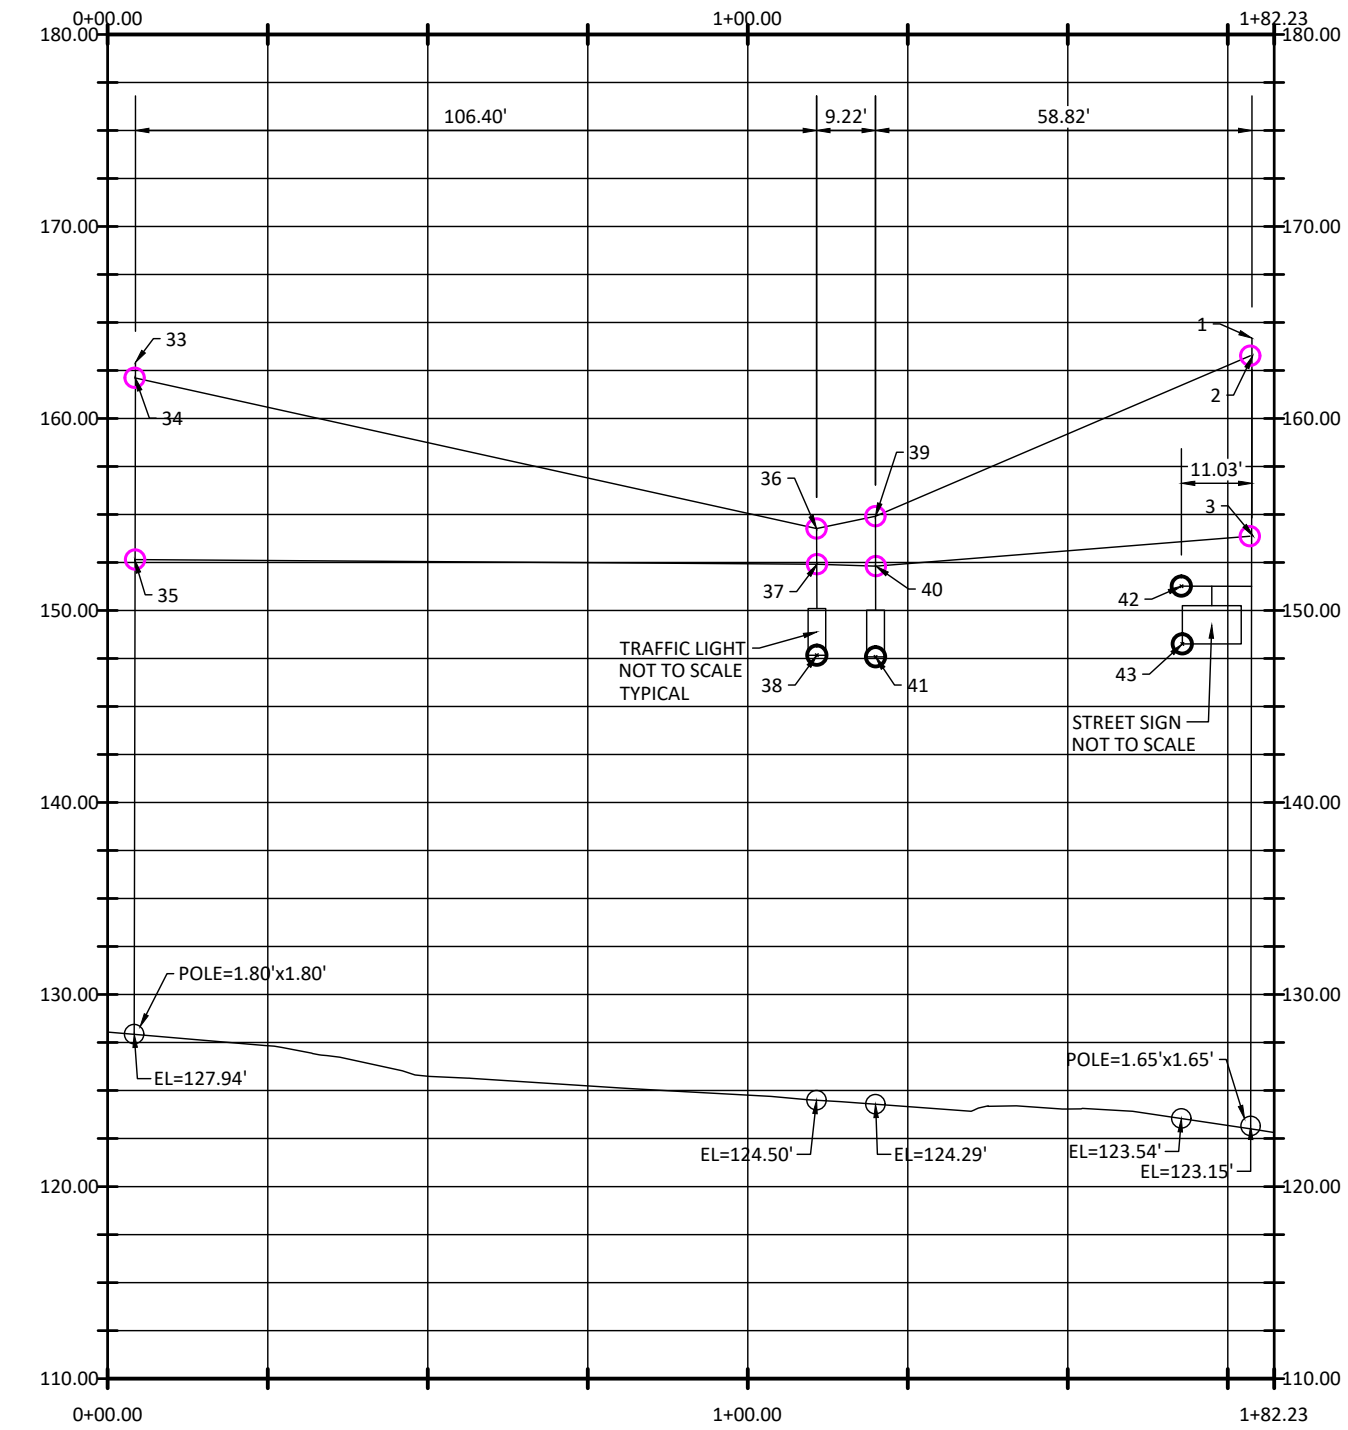 0+00.00 1+00.00 1+82.23
180.00 180.00
106.40' 9.22' 58.82'
170.00 170.00
1
33
2
160.00 34 160.00
39
11.03'
36
3
37 40
35 42
150.00 150.00
TRAFFIC LIGHT
NOT TO SCALE
TYPICAL
38 41 43
STREET SIGN
NOT TO SCALE
140.00 140.00
POLE=1.80'x1.80'
130.00 130.00
POLE=1.65'x1.65'
EL=127.94'
EL=124.50' EL=124.29' EL=123.54'
EL=123.15'
120.00 120.00
110.00 110.00
0+00.00 1+00.00 1+82.23